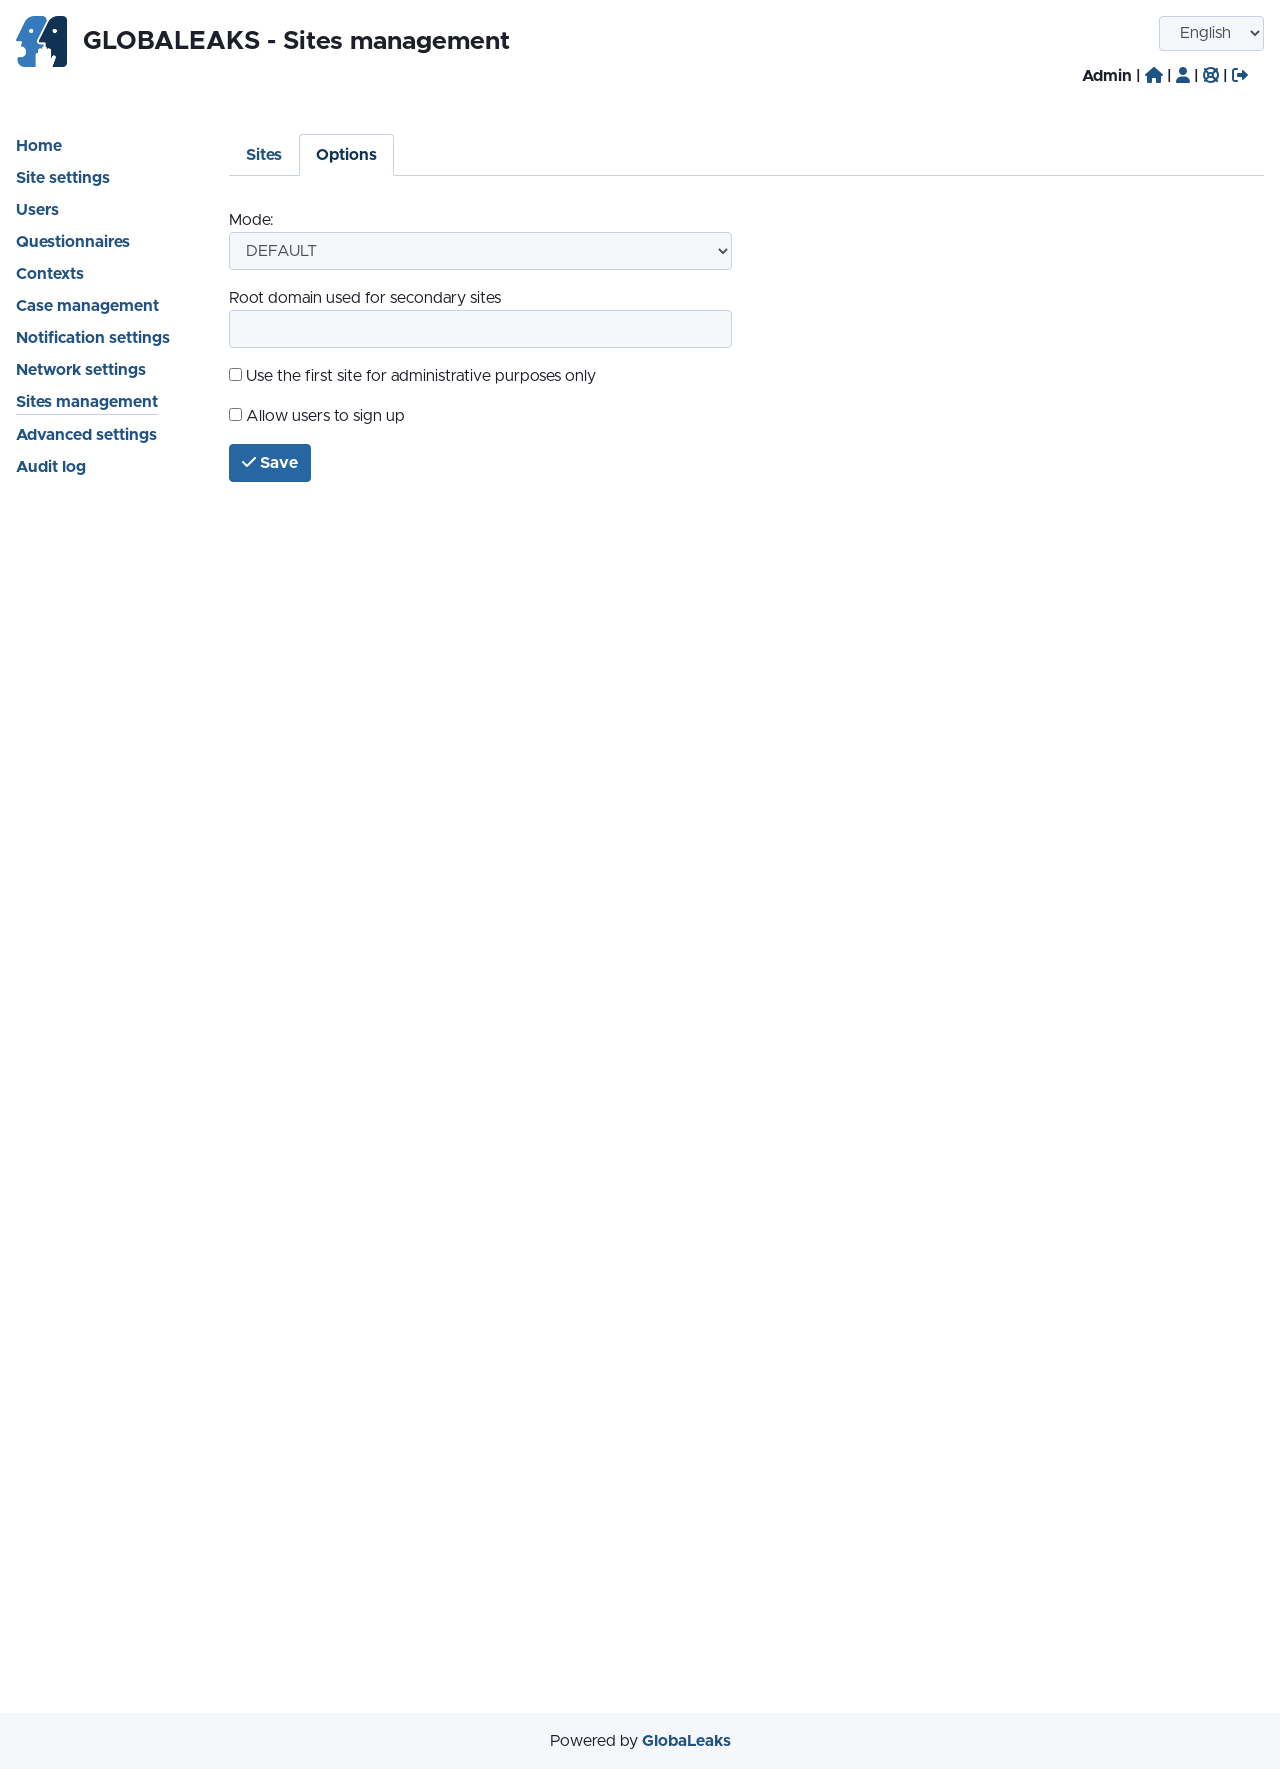 GLOBALEAKS - Sites management
English
Admin | | | |
Home
Site settings
Users
Questionnaires
Contexts
Case management
Notification settings
Network settings
Sites management
Advanced settings
Audit log
Sites
Options
Mode:
DEFAULT
Root domain used for secondary sites
Use the first site for administrative purposes only
Allow users to sign up
Save
Powered by GlobaLeaks